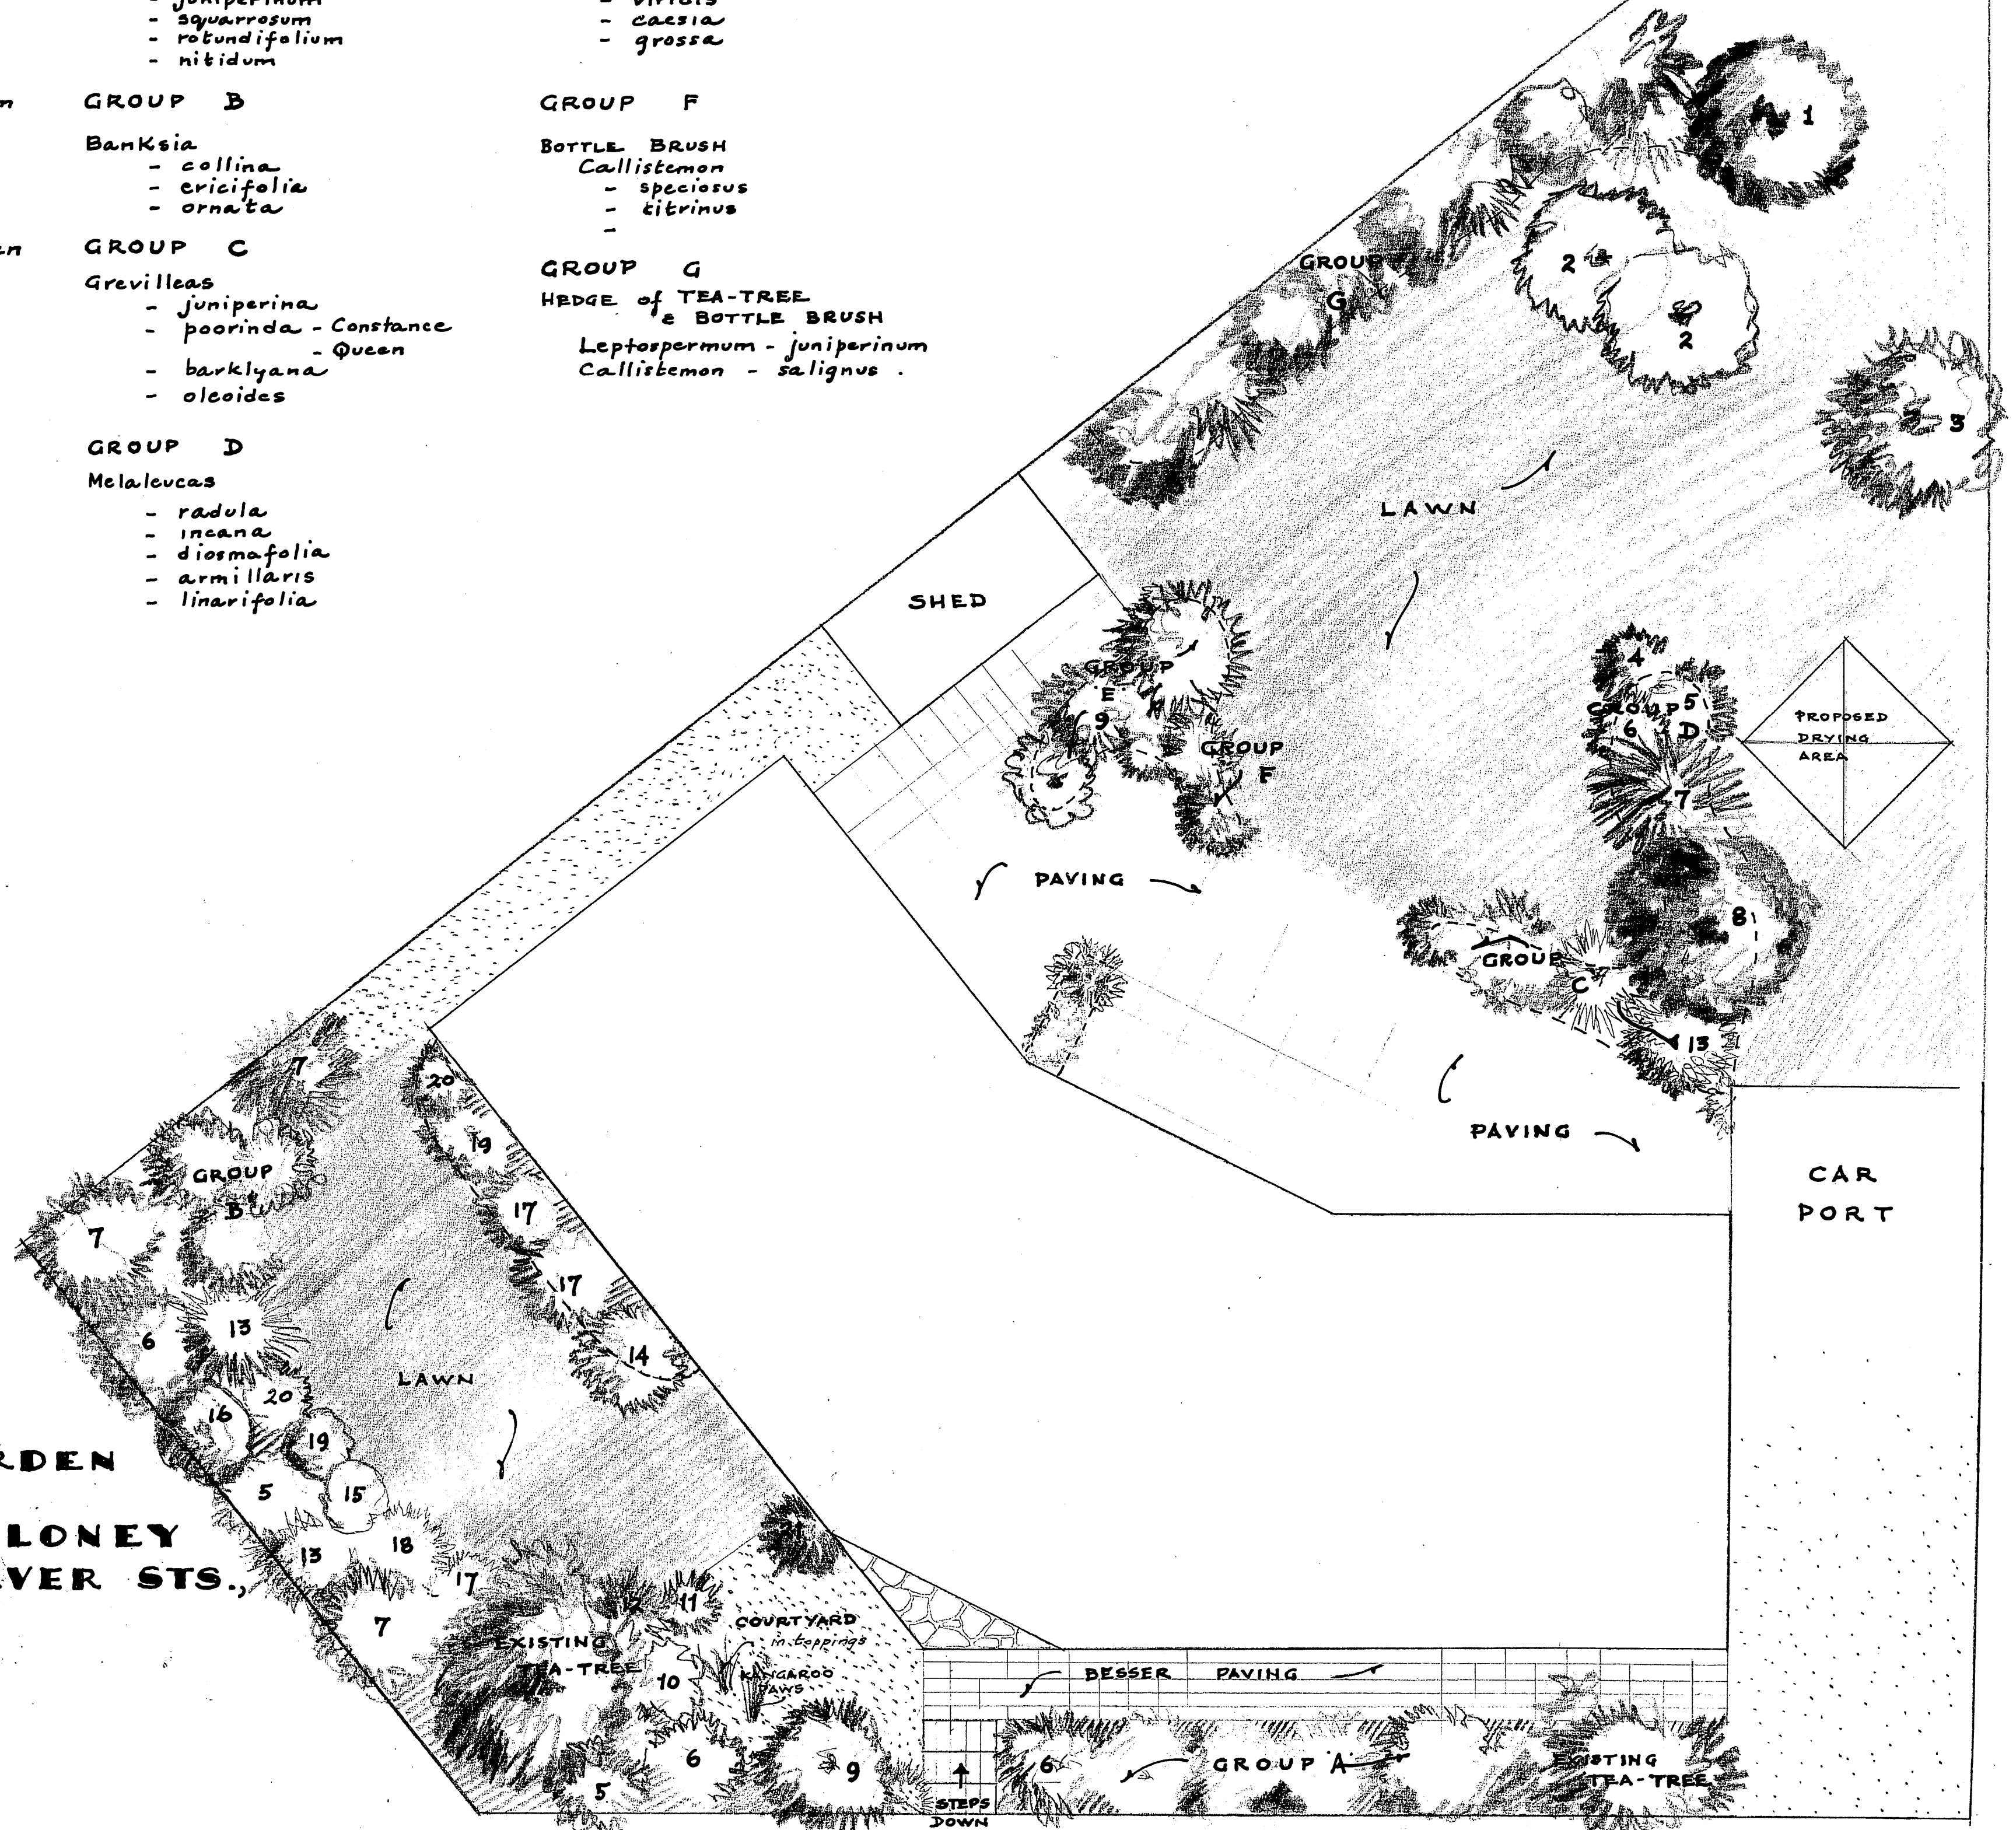 - juniperinum
- squarrosum
- rotundifolium
- nitidum
GROUP B
Banksia
- collina
- ericifolia
- ornata
GROUP C
Grevilleas
- juniperina
- poorinda - Constance
- Queen
- barklyana
- oleoides
GROUP D
Melaleucas
- radula
- incana
- diosmafolia
- armillaris
- linarifolia
- viridis
- caesia
- grossa
GROUP F
BOTTLE BRUSH
Callistemon
- speciosus
- citrinus
-
GROUP G
HEDGE of TEA-TREE
& BOTTLE BRUSH
Leptospermum - juniperinum
Callistemon - salignus .
1
2
2
3
GROUP
G
LAWN
SHED
GROUP
E
9
GROUP
F
4
5
GROUP
6 D
7
PROPOSED
DRYING
AREA
PAVING
8
GROUP
C
13
PAVING
CAR
PORT
7
20
19
GROUP
B
17
7
17
13
6
14
LAWN
20
16
19
5
15
18
13
17
7
21
12
11
EXISTING
TEA-TREE
COURTYARD
in toppings
KANGAROO
PAWS
10
6
5
9
BESSER PAVING
STEPS
DOWN
6
GROUP A
EXISTING
TEA-TREE
RDEN
LONEY
VER STS.,